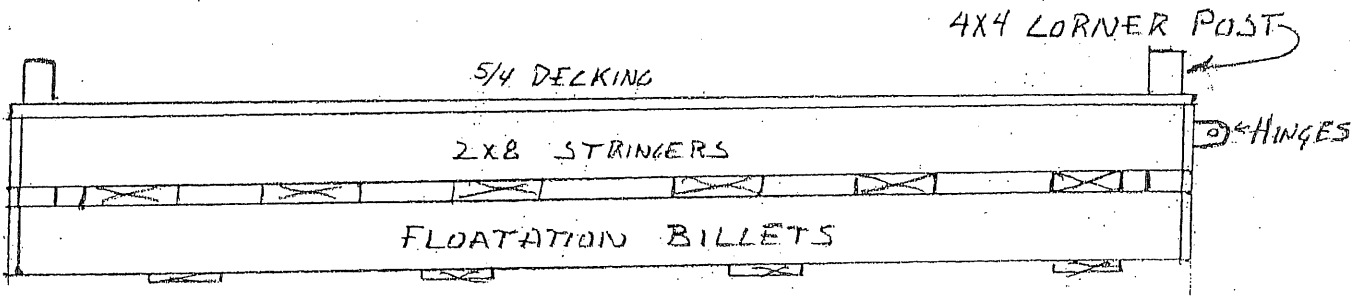 4X4 CORNER POST
5/4 DECKING
HINGES
2X8 STRINGERS
FLOATATION BILLETS